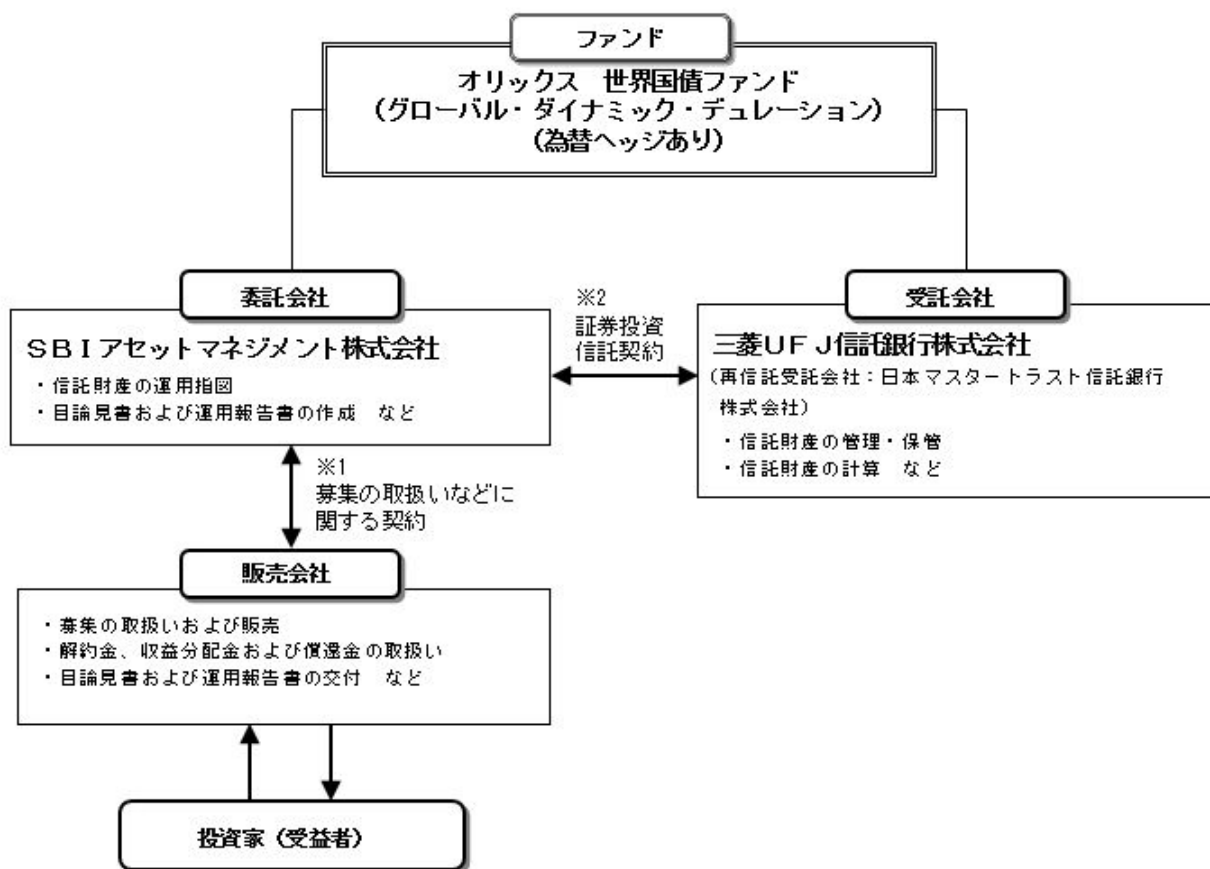 ファンド
オリックス 世界国債ファンド
(グローバル・ダイナミック・デュレーション)
(為替ヘッジあり)
委託会社
SBIアセットマネジメント株式会社
・信託財産の運用指図
・目論見書および運用報告書の作成 など
※2
証券投資
信託契約
受託会社
三菱UFJ信託銀行株式会社
(再信託受託会社:日本マスタートラスト信託銀行
株式会社)
・信託財産の管理・保管
・信託財産の計算 など
※1
募集の取扱いなどに
関する契約
販売会社
・募集の取扱いおよび販売
・解約金、収益分配金および償還金の取扱い
・目論見書および運用報告書の交付 など
投資家(受益者)